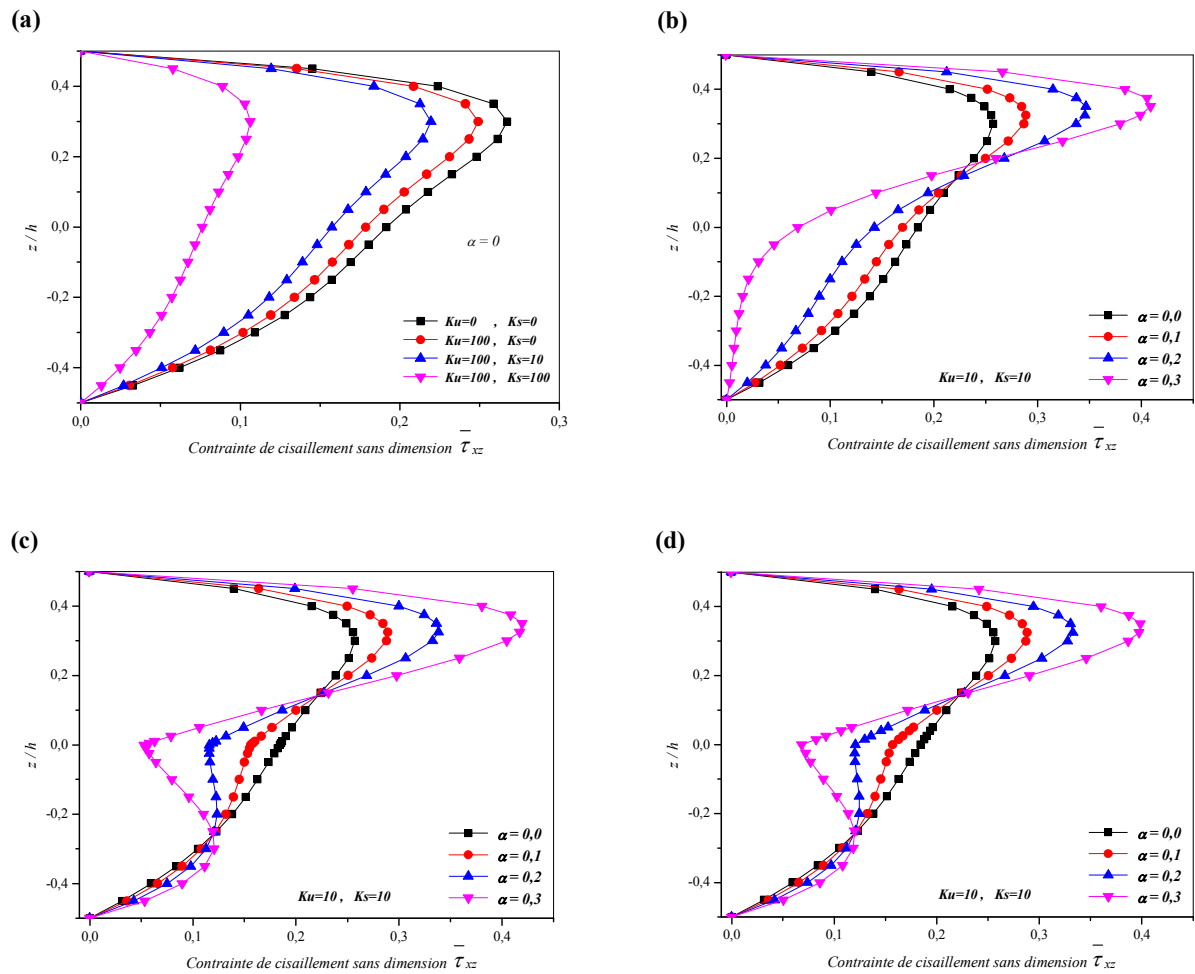 (a)
0,4
0,2
0,0
-0,2
-0,4
z / h
α = 0
Ku=0 , Ks=0
Ku=100 , Ks=0
Ku=100 , Ks=10
Ku=100 , Ks=100
0,0 0,1 0,2 0,3
Contrainte de cisaillement sans dimension τ̅xz
(b)
0,4
0,2
0,0
-0,2
-0,4
z / h
α = 0,0
α = 0,1
α = 0,2
α = 0,3
Ku=10 , Ks=10
0,0 0,1 0,2 0,3 0,4
Contrainte de cisaillement sans dimension τ̅xz
(c)
0,4
0,2
0,0
-0,2
-0,4
z / h
α = 0,0
α = 0,1
α = 0,2
α = 0,3
Ku=10 , Ks=10
0,0 0,1 0,2 0,3 0,4
Contrainte de cisaillement sans dimension τ̅xz
(d)
0,4
0,2
0,0
-0,2
-0,4
z / h
α = 0,0
α = 0,1
α = 0,2
α = 0,3
Ku=10 , Ks=10
0,0 0,1 0,2 0,3 0,4
Contrainte de cisaillement sans dimension τ̅xz